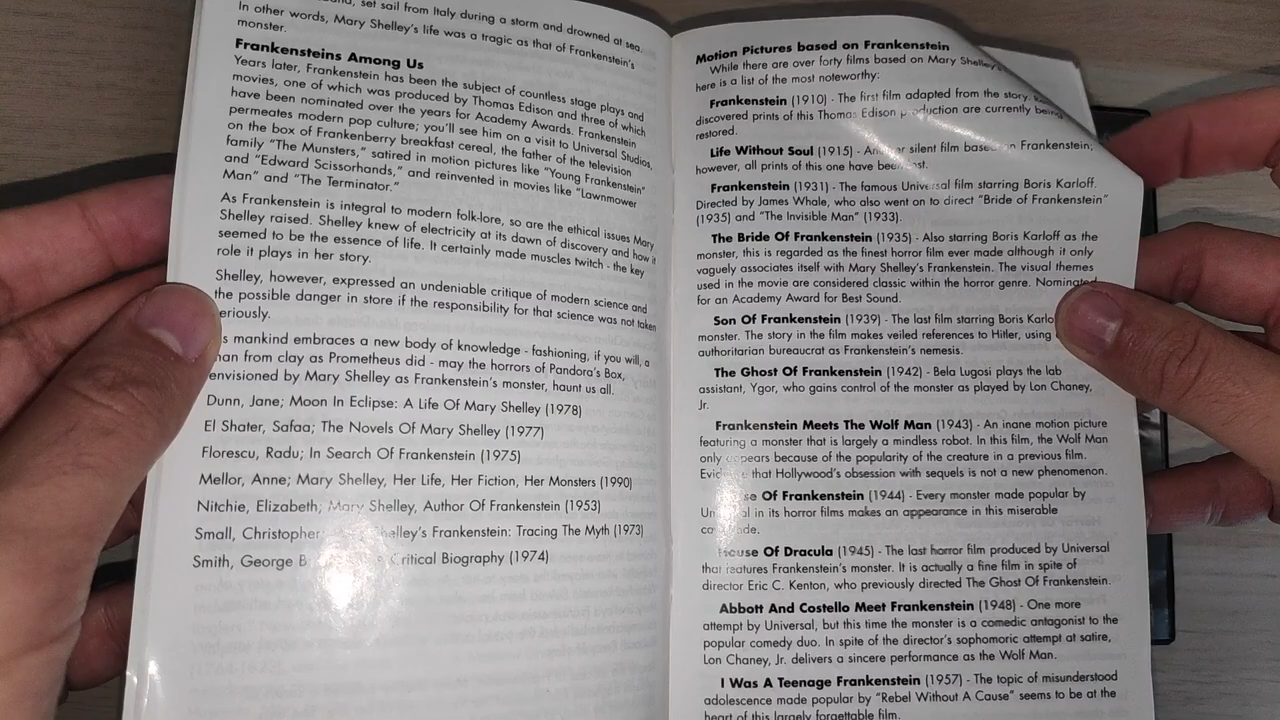 set sail from Italy during a storm and drowned at sea.
In other words, Mary Shelley's life was a tragic as that of Frankenstein's
monster.
Frankensteins Among Us
Years later, Frankenstein has been the subject of countless stage plays and
movies, one of which was produced by Thomas Edison and three of which
have been nominated over the years for Academy Awards. Frankenstein
permeates modern pop culture; you'll see him on a visit to Universal Studios,
on the box of Frankenberry breakfast cereal, the father of the television
family "The Munsters," satired in motion pictures like "Young Frankenstein"
and "Edward Scissorhands," and reinvented in movies like "Lawnmower
Man" and "The Terminator."
As Frankenstein is integral to modern folk-lore, so are the ethical issues Mary
Shelley raised. Shelley knew of electricity at its dawn of discovery and how it
seemed to be the essence of life. It certainly made muscles twitch - the key
role it plays in her story.
Shelley, however, expressed an undeniable critique of modern science and
the possible danger in store if the responsibility for that science was not taken
eriously.
s mankind embraces a new body of knowledge - fashioning, if you will, a
an from clay as Prometheus did - may the horrors of Pandora's Box,
envisioned by Mary Shelley as Frankenstein's monster, haunt us all.
Dunn, Jane; Moon In Eclipse: A Life Of Mary Shelley (1978)
El Shater, Safaa; The Novels Of Mary Shelley (1977)
Florescu, Radu; In Search Of Frankenstein (1975)
Mellor, Anne; Mary Shelley, Her Life, Her Fiction, Her Monsters (1990)
Nitchie, Elizabeth; Mary Shelley, Author Of Frankenstein (1953)
Small, Christopher; Shelley's Frankenstein: Tracing The Myth (1973)
Smith, George B. Critical Biography (1974)
Motion Pictures based on Frankenstein
While there are over forty films based on Mary Shelley's
here is a list of the most noteworthy:
Frankenstein (1910) - The first film adapted from the story.
discovered prints of this Thomas Edison production are currently being
restored.
Life Without Soul (1915) - Another silent film based on Frankenstein;
however, all prints of this one have been lost.
Frankenstein (1931) - The famous Universal film starring Boris Karloff.
Directed by James Whale, who also went on to direct "Bride of Frankenstein"
(1935) and "The Invisible Man" (1933).
The Bride Of Frankenstein (1935) - Also starring Boris Karloff as the
monster, this is regarded as the finest horror film ever made although it only
vaguely associates itself with Mary Shelley's Frankenstein. The visual themes
used in the movie are considered classic within the horror genre. Nominated
for an Academy Award for Best Sound.
Son Of Frankenstein (1939) - The last film starring Boris Karlo
monster. The story in the film makes veiled references to Hitler, using
authoritarian bureaucrat as Frankenstein's nemesis.
The Ghost Of Frankenstein (1942) - Bela Lugosi plays the lab
assistant, Ygor, who gains control of the monster as played by Lon Chaney,
Jr.
Frankenstein Meets The Wolf Man (1943) - An inane motion picture
featuring a monster that is largely a mindless robot. In this film, the Wolf Man
only appears because of the popularity of the creature in a previous film.
Evidence that Hollywood's obsession with sequels is not a new phenomenon.
se Of Frankenstein (1944) - Every monster made popular by
Universal in its horror films makes an appearance in this miserable
House Of Dracula (1945) - The last horror film produced by Universal
that features Frankenstein's monster. It is actually a fine film in spite of
director Eric C. Kenton, who previously directed The Ghost Of Frankenstein.
Abbott And Costello Meet Frankenstein (1948) - One more
attempt by Universal, but this time the monster is a comedic antagonist to the
popular comedy duo. In spite of the director's sophomoric attempt at satire,
Lon Chaney, Jr. delivers a sincere performance as the Wolf Man.
I Was A Teenage Frankenstein (1957) - The topic of misunderstood
adolescence made popular by "Rebel Without A Cause" seems to be at the
heart of this largely forgettable film.